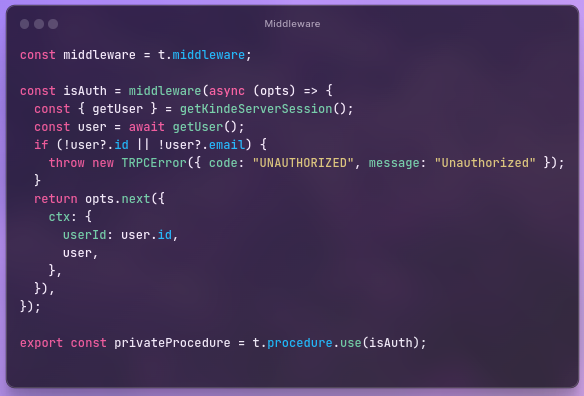 Middleware
const middleware = t.middleware;
const isAuth = middleware(async (opts) => {
  const { getUser } = getKindeServerSession();
  const user = await getUser();
  if (!user?.id || !user?.email) {
    throw new TRPCError({ code: "UNAUTHORIZED", message: "Unauthorized" });
  }
  return opts.next({
    ctx: {
      userId: user.id,
      user,
    },
  }),
});
export const privateProcedure = t.procedure.use(isAuth);